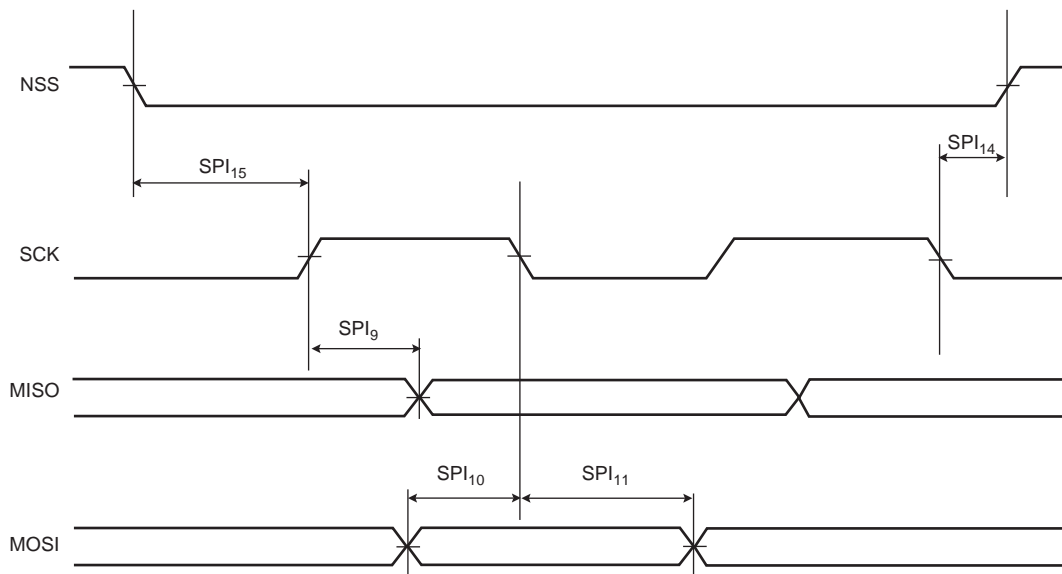 NSS
SPI₁₄
SPI₁₅
SCK
SPI₉
MISO
SPI₁₀ SPI₁₁
MOSI